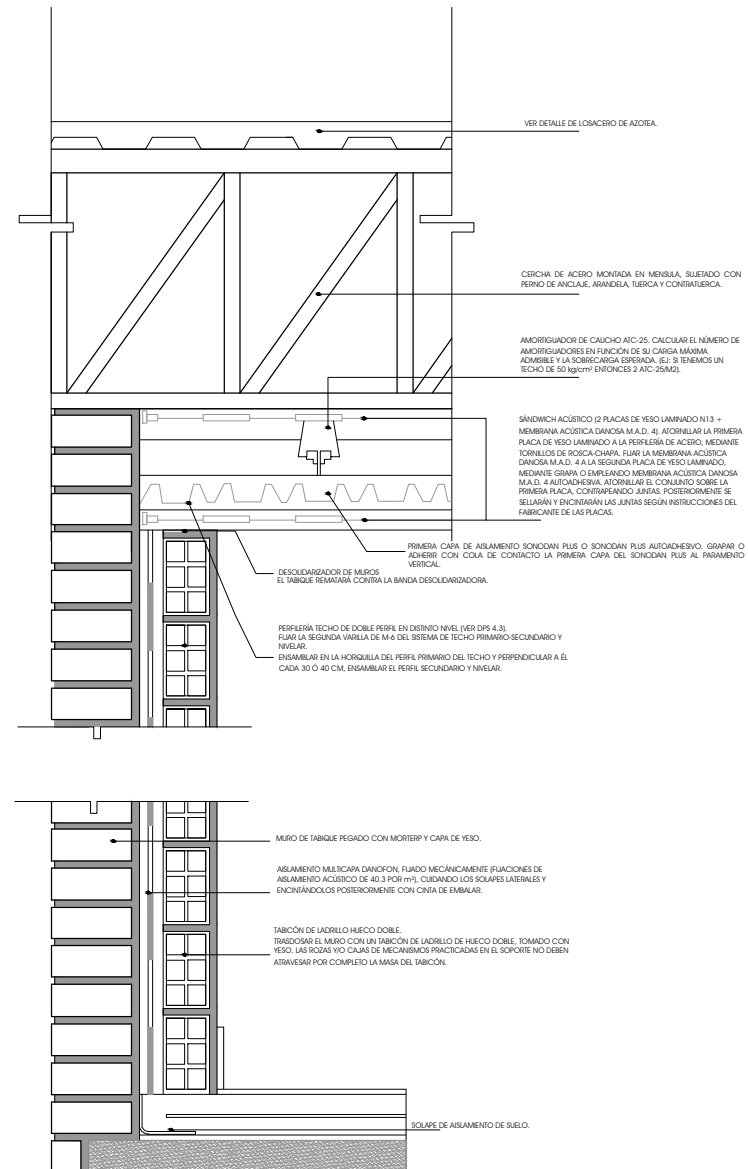 VER DETALLE DE LOSACERO DE AZOTEA.
CERCHA DE ACERO MONTADA EN MENSULA, SUJETADO CON
PERNO DE ANCLAJE, ARANDELA, TUERCA Y CONTRATUERCA.
AMORTIGUADOR DE CAUCHO ATC-25. CALCULAR EL NÚMERO DE
AMORTIGUADORES EN FUNCIÓN DE SU CARGA MÁXIMA
ADMISIBLE Y LA SOBRECARGA ESPERADA. (EJ: SI TENEMOS UN
TECHO DE 50 kg/cm² ENTONCES 2 ATC-25/M2).
SÁNDWICH ACÚSTICO (2 PLACAS DE YESO LAMINADO N13 +
MEMBRANA ACÚSTICA DANOSA M.A.D. 4). ATORNILLAR LA PRIMERA
PLACA DE YESO LAMINADO A LA PERFILERÍA DE ACERO, MEDIANTE
TORNILLOS DE ROSCA-CHAPA. FIJAR LA MEMBRANA ACÚSTICA
DANOSA M.A.D. 4 A LA SEGUNDA PLACA DE YESO LAMINADO,
MEDIANTE GRAPA O EMPLEANDO MEMBRANA ACÚSTICA DANOSA
M.A.D. 4 AUTOADHESIVA. ATORNILLAR EL CONJUNTO SOBRE LA
PRIMERA PLACA, CONTRAPEANDO JUNTAS. POSTERIORMENTE SE
SELLARÁN Y ENCINTARÁN LAS JUNTAS SEGÚN INSTRUCCIONES DEL
FABRICANTE DE LAS PLACAS.
PRIMERA CAPA DE AISLAMIENTO SONODAN PLUS O SONODAN PLUS AUTOADHESIVO. GRAPAR O
ADHERIR CON COLA DE CONTACTO LA PRIMERA CAPA DEL SONODAN PLUS AL PARAMENTO
VERTICAL.
DESOLIDARIZADOR DE MUROS
EL TABIQUE REMATARÁ CONTRA LA BANDA DESOLIDARIZADORA.
PERFILERÍA TECHO DE DOBLE PERFIL EN DISTINTO NIVEL (VER DPS 4.3).
FIJAR LA SEGUNDA VARILLA DE M-6 DEL SISTEMA DE TECHO PRIMARIO-SECUNDARIO Y
NIVELAR.
ENSAMBLAR EN LA HORQUILLA DEL PERFIL PRIMARIO DEL TECHO Y PERPENDICULAR A ÉL
CADA 30 Ó 40 CM, ENSAMBLAR EL PERFIL SECUNDARIO Y NIVELAR.
MURO DE TABIQUE PEGADO CON MORTERP Y CAPA DE YESO.
AISLAMIENTO MULTICAPA DANOFON, FIJADO MECÁNICAMENTE (FIJACIONES DE
AISLAMIENTO ACÚSTICO DE 40.3 POR m²), CUIDANDO LOS SOLAPES LATERALES Y
ENCINTÁNDOLOS POSTERIORMENTE CON CINTA DE EMBALAR.
TABICÓN DE LADRILLO HUECO DOBLE.
TRASDOSAR EL MURO CON UN TABICÓN DE LADRILLO DE HUECO DOBLE, TOMADO CON
YESO. LAS ROZAS Y/O CAJAS DE MECANISMOS PRACTICADAS EN EL SOPORTE NO DEBEN
ATRAVESAR POR COMPLETO LA MASA DEL TABICÓN.
SOLAPE DE AISLAMIENTO DE SUELO.